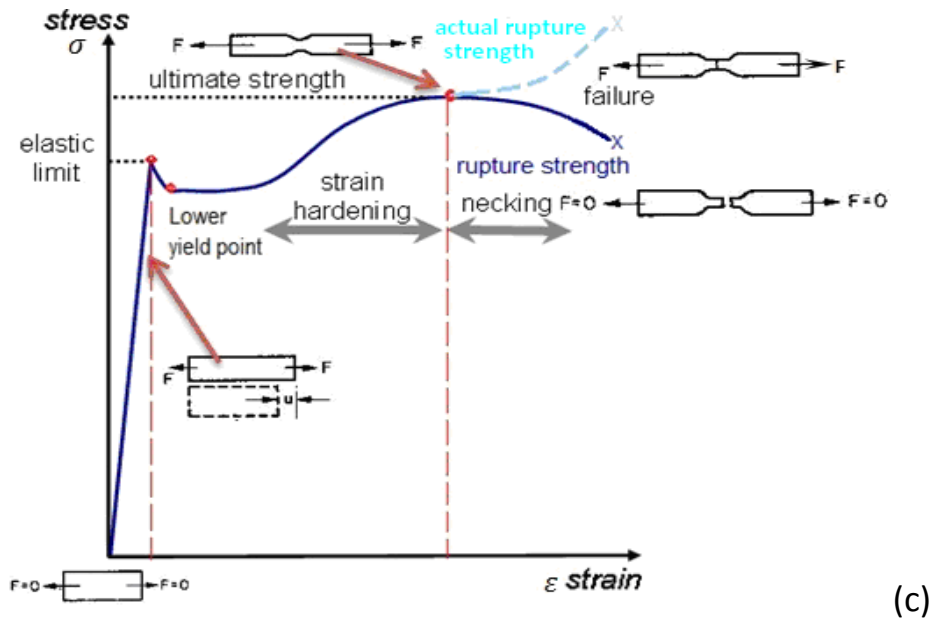 stress
σ
F
F
actual rupture
strength
ultimate strength
F
F
failure
elastic
limit
rupture strength
strain
hardening
necking
F=0
F=0
Lower
yield point
F
F
u
F=0
F=0
ε strain
(c)
X
X